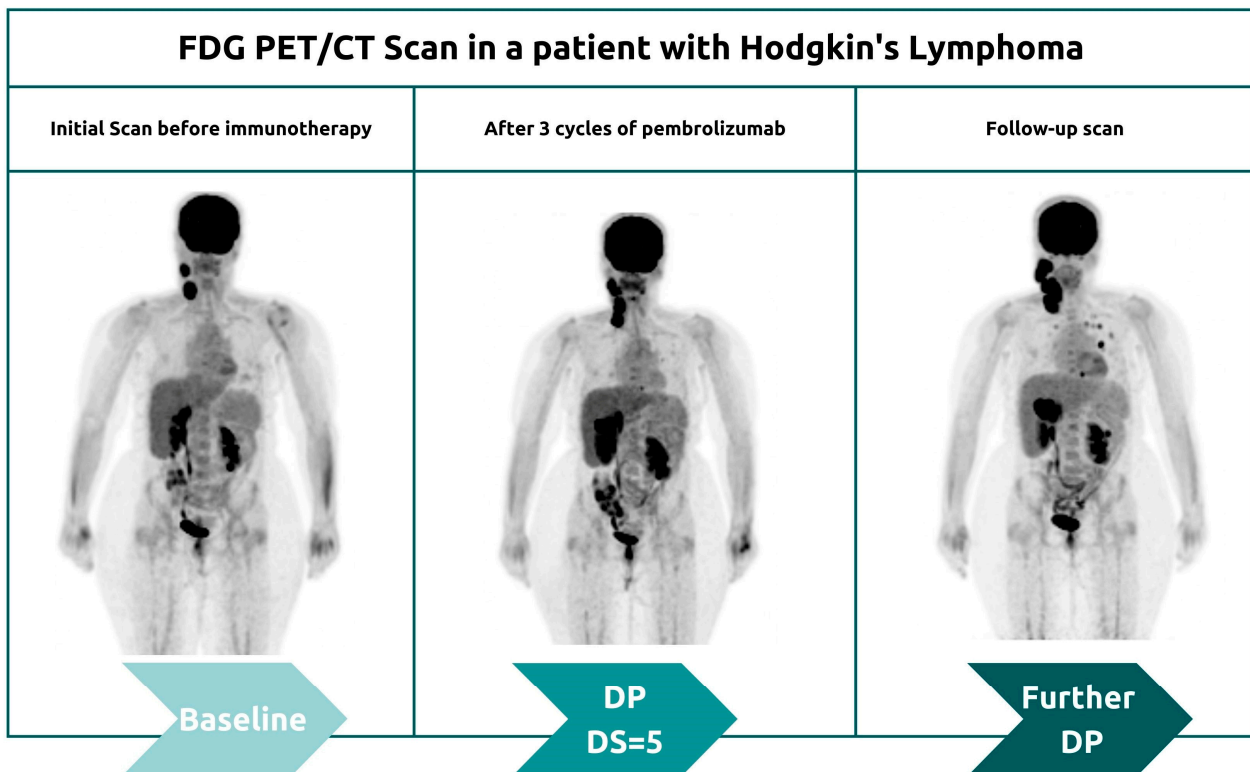 FDG PET/CT Scan in a patient with Hodgkin's Lymphoma
Initial Scan before immunotherapy
After 3 cycles of pembrolizumab
Follow-up scan
Baseline
DP
DS=5
Further
DP